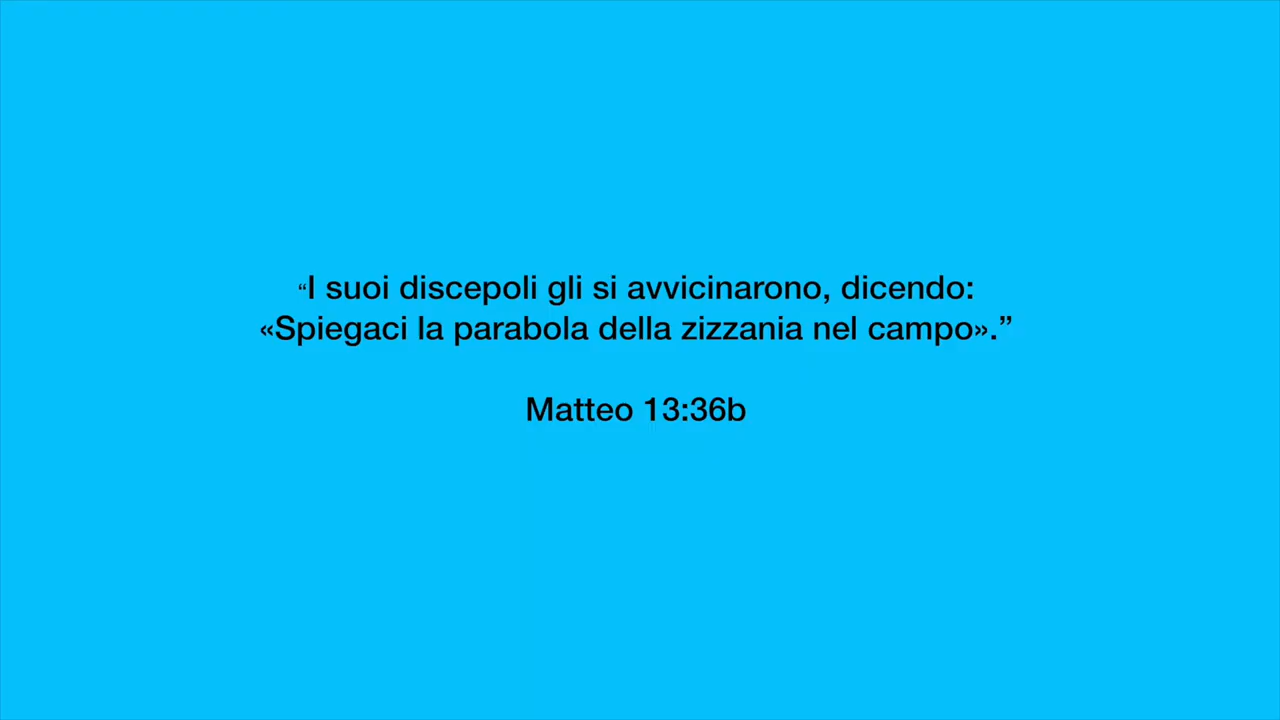 “I suoi discepoli gli si avvicinarono, dicendo:
«Spiegaci la parabola della zizzania nel campo».”
Matteo 13:36b